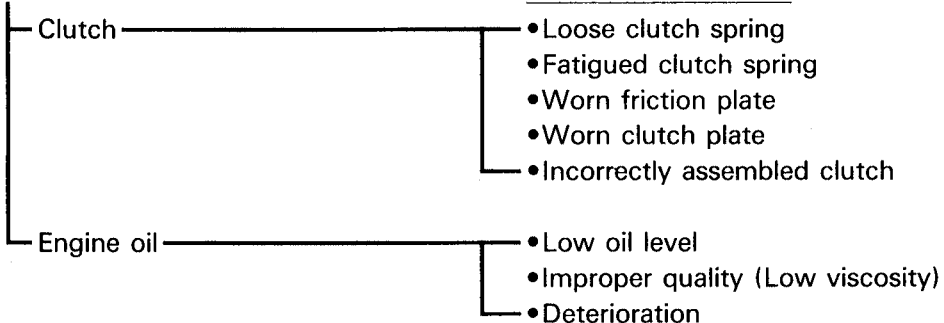 Clutch
•Loose clutch spring
•Fatigued clutch spring
•Worn friction plate
•Worn clutch plate
•Incorrectly assembled clutch
Engine oil
•Low oil level
•Improper quality (Low viscosity)
•Deterioration